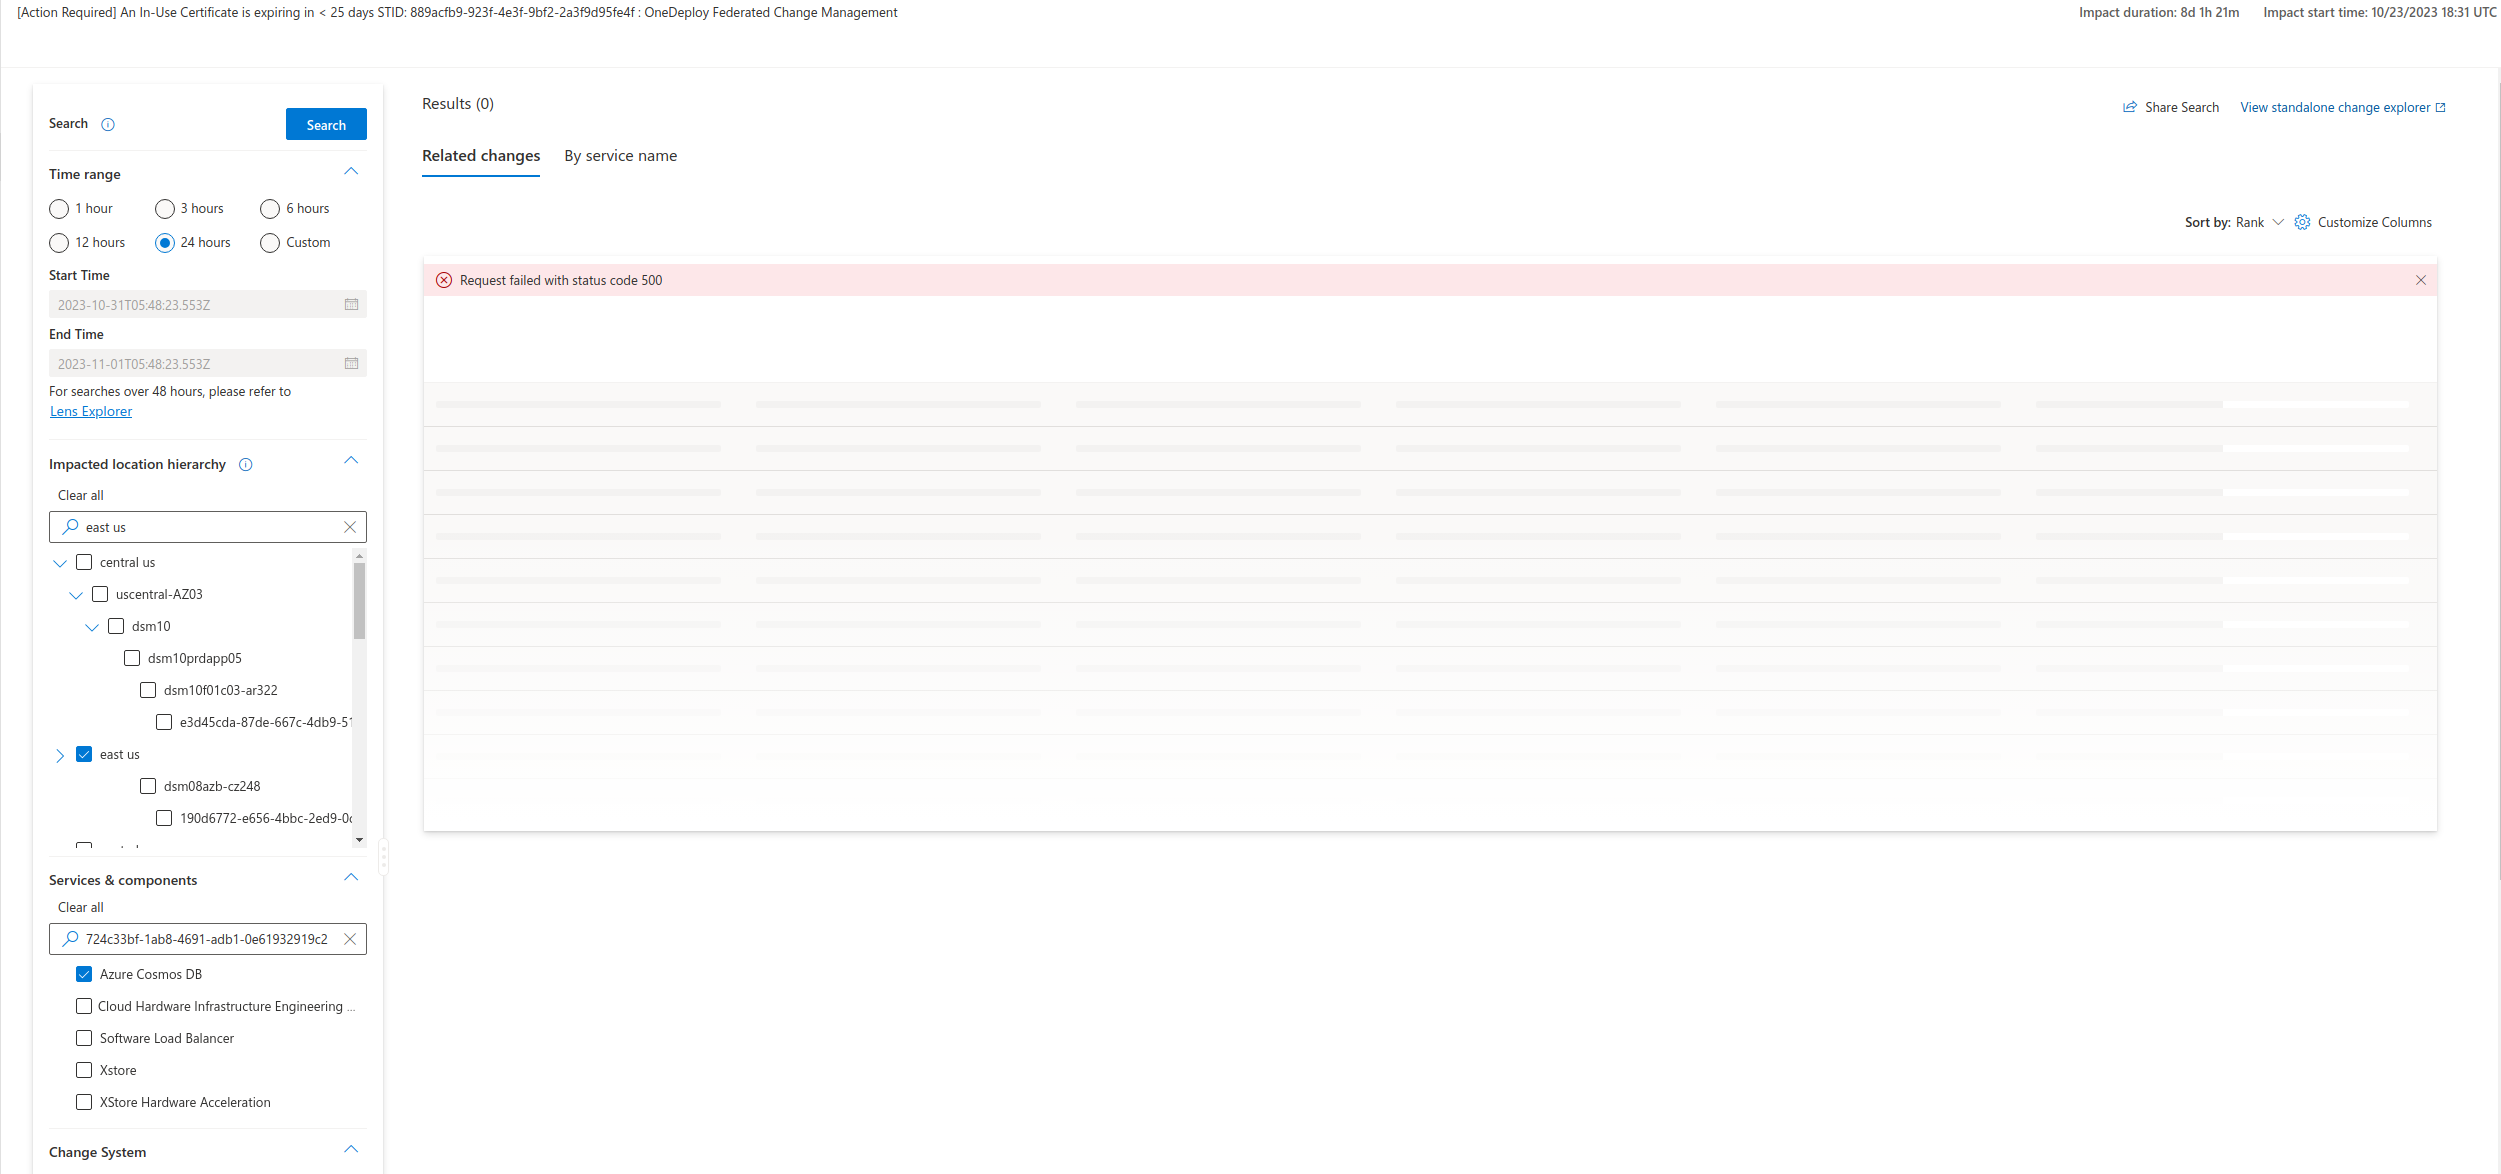 [Action Required] An In-Use Certificate is expiring in < 25 days STID: 889acfb9-923f-4e3f-9bf2-2a3f9d95fe4f : OneDeploy Federated Change Management
Impact duration: 8d 1h 21m
Impact start time: 10/23/2023 18:31 UTC
Search
Search
Time range
1 hour
3 hours
6 hours
12 hours
24 hours
Custom
Start Time
2023-10-31T05:48:23.553Z
End Time
2023-11-01T05:48:23.553Z
For searches over 48 hours, please refer to
Lens Explorer
Impacted location hierarchy
Clear all
east us
central us
uscentral-AZ03
dsm10
dsm10prdapp05
dsm10f01c03-ar322
e3d45cda-87de-667c-4db9-51
east us
dsm08azb-cz248
190d6772-e656-4bbc-2ed9-0c
Services & components
Clear all
724c33bf-1ab8-4691-adb1-0e61932919c2
Azure Cosmos DB
Cloud Hardware Infrastructure Engineering ...
Software Load Balancer
Xstore
XStore Hardware Acceleration
Change System
Results (0)
Share Search
View standalone change explorer
Related changes
By service name
Sort by: Rank
Customize Columns
Request failed with status code 500